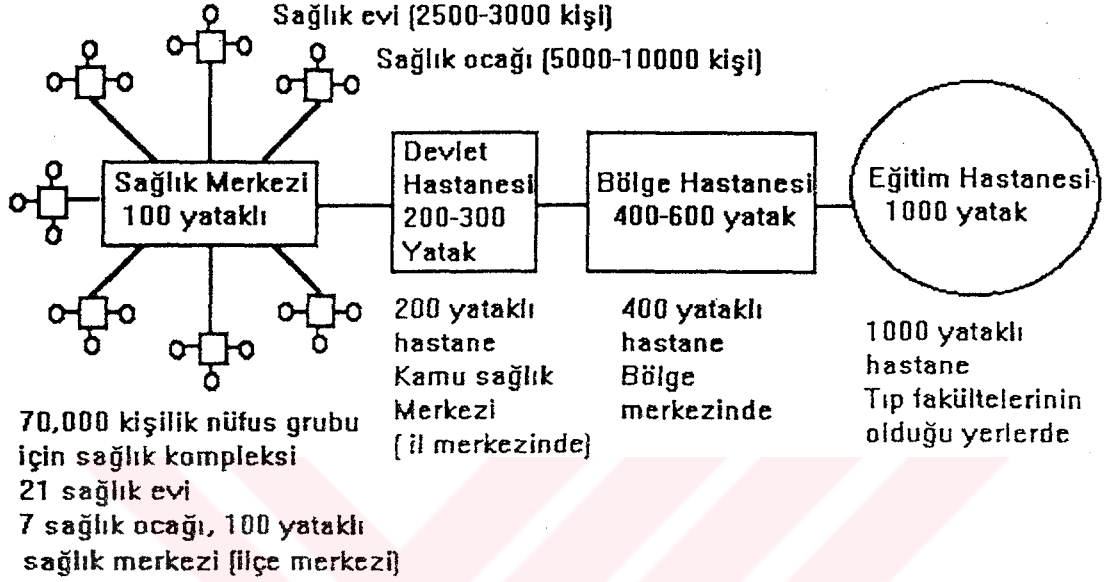 Sağlık evi (2500-3000 kişi)
Sağlık ocağı (5000-10000 kişi)
Sağlık Merkezi
100 yataklı
Devlet
Hastanesi
200-300
Yatak
Bölge Hastanesi
400-600 yatak
Eğitim Hastanesi
1000 yatak
200 yataklı
hastane
Kamu sağlık
Merkezi
( il merkezinde)
400 yataklı
hastane
Bölge
merkezinde
1000 yataklı
hastane
Tıp fakültelerinin
olduğu yerlerde
70,000 kişilik nüfus grubu
için sağlık kompleksi
21 sağlık evi
7 sağlık ocağı, 100 yataklı
sağlık merkezi (ilçe merkezi)